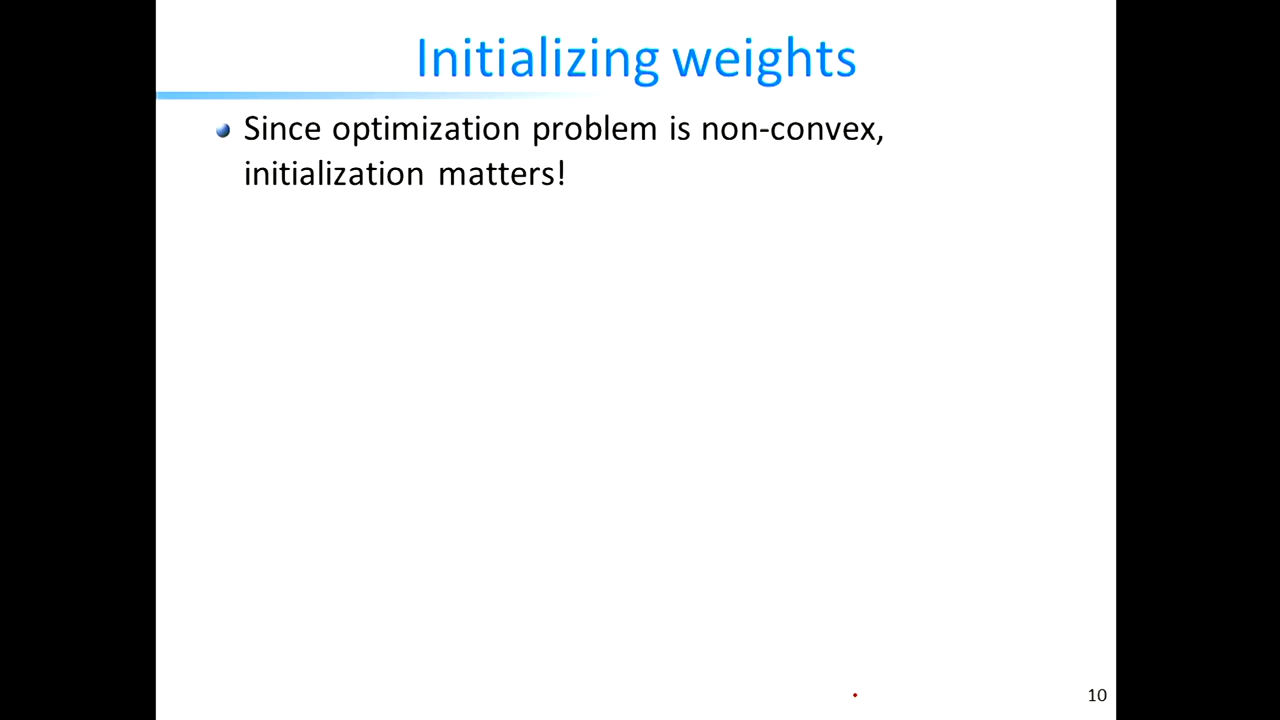 Initializing weights
Since optimization problem is non-convex,
initialization matters!
10